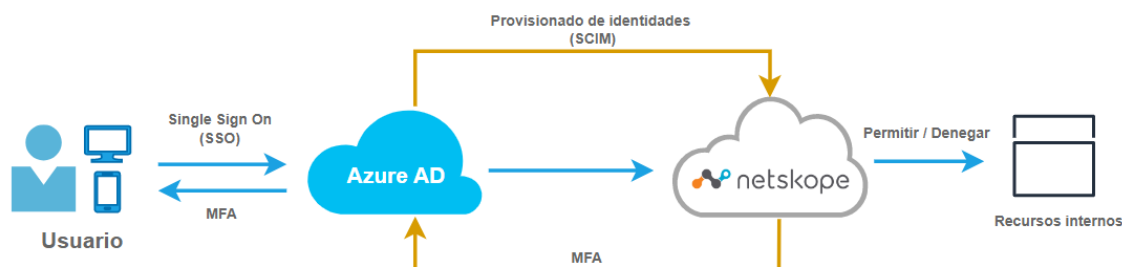 Provisionado de identidades
(SCIM)
Single Sign On
(SSO)
Permitir / Denegar
Azure AD
netskope
MFA
Recursos internos
Usuario
MFA